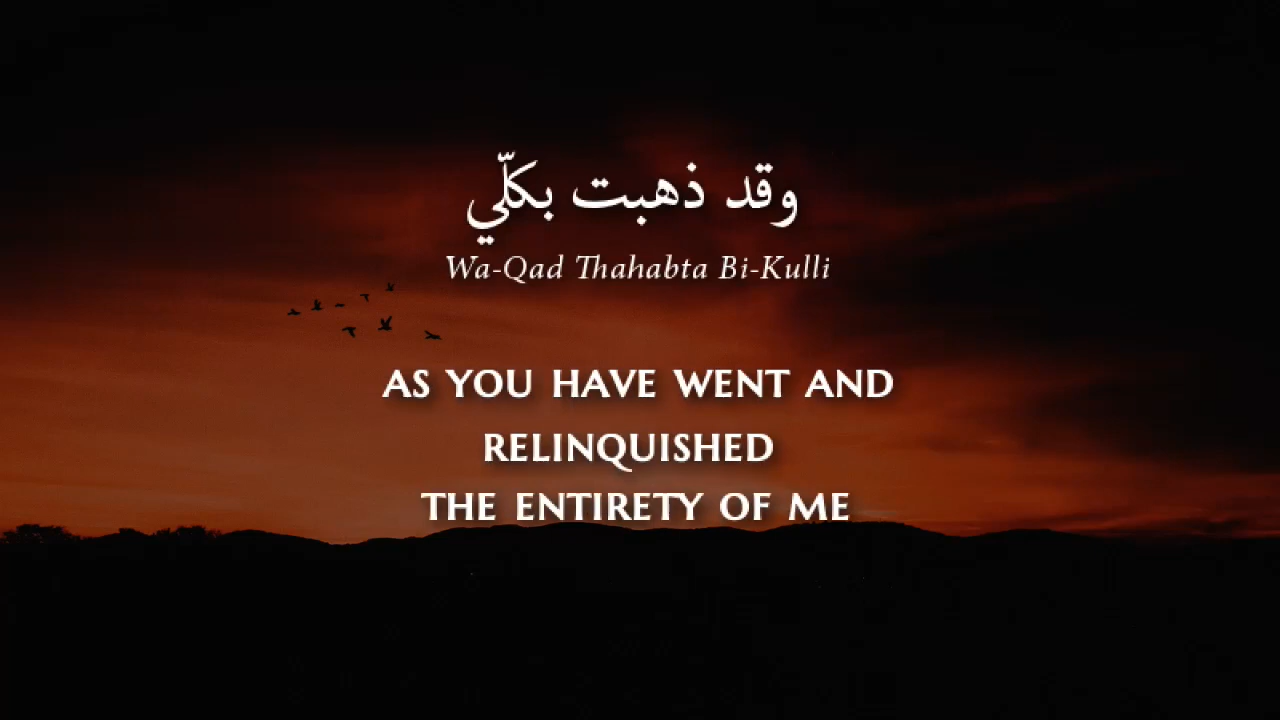 وقد ذهبت بكلّي
Wa-Qad Thahabta Bi-Kulli
AS YOU HAVE WENT AND
RELINQUISHED
THE ENTIRETY OF ME